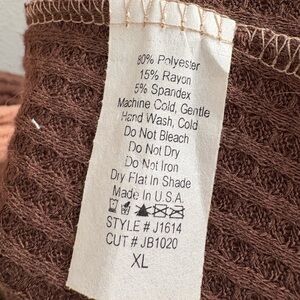 80% Polyester
15% Rayon
5% Spandex
Machine Cold, Gentle
Hand Wash, Cold
Do Not Bleach
Do Not Dry
Do Not Iron
Dry Flat In Shade
Made In U.S.A.
STYLE # J1614
CUT # JB1020
XL